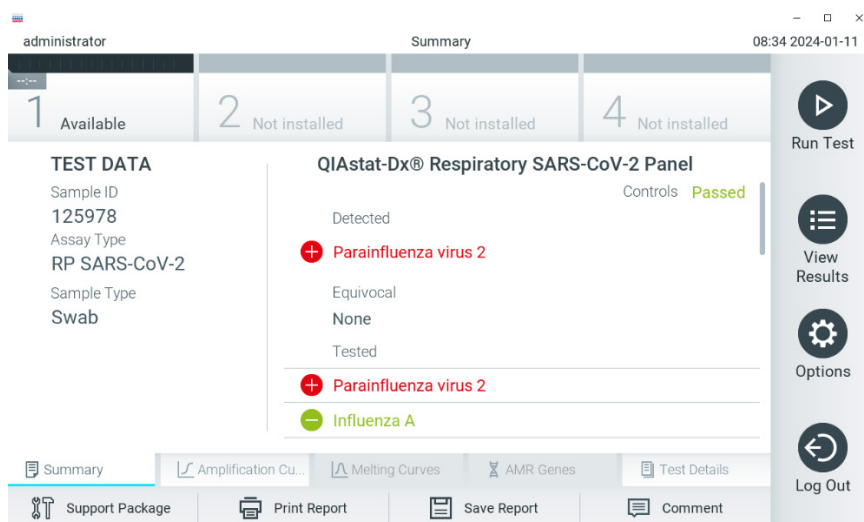 administrator
Summary
08:34 2024-01-11
--:--
1 Available
2 Not installed
3 Not installed
4 Not installed
Run Test
View Results
Options
Log Out
TEST DATA
Sample ID
125978
Assay Type
RP SARS-CoV-2
Sample Type
Swab
QIAstat-Dx® Respiratory SARS-CoV-2 Panel
Controls Passed
Detected
Parainfluenza virus 2
Equivocal
None
Tested
Parainfluenza virus 2
Influenza A
Summary
Amplification Cu...
Melting Curves
AMR Genes
Test Details
Support Package
Print Report
Save Report
Comment